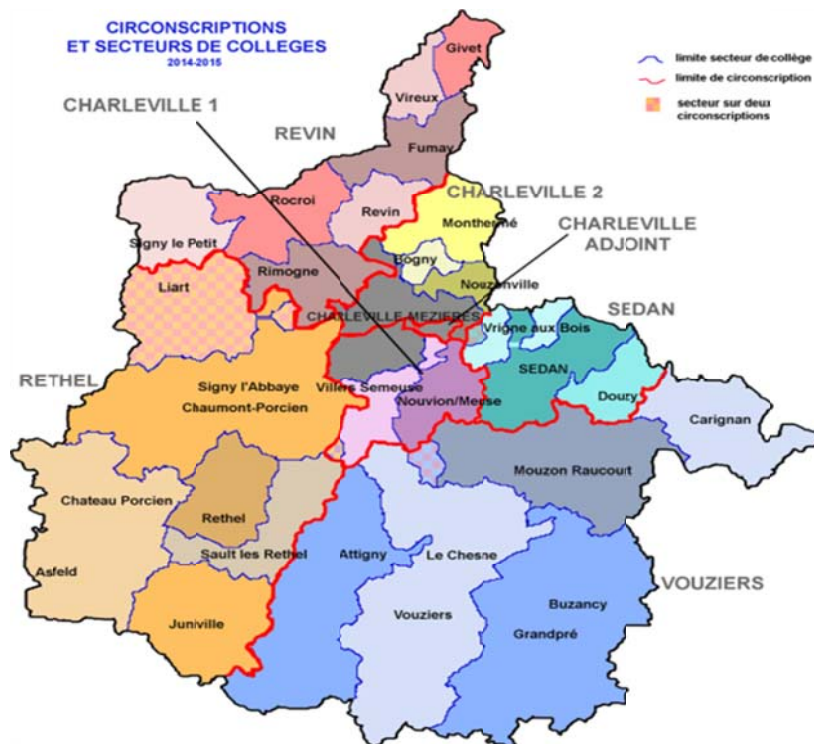 CIRCONSCRIPTIONS
ET SECTEURS DE COLLEGES
2014-2015
limite secteur de collège
limite de circonscription
secteur sur deux
circonscriptions
Givet
Vireux
CHARLEVILLE 1
REVIN
Fumay
Rocroi
Revin
CHARLEVILLE 2
Monthermé
CHARLEVILLE
ADJOINT
Signy le Petit
Bogny
Rimogne
Liart
Nouzonville
CHARLEVILLE-MEZIERES
SEDAN
Vrigne aux Bois
RETHEL
SEDAN
Signy l'Abbaye
Villers Semeuse
Chaumont-Porcien
Nouvion/Meuse
Douzy
Carignan
Mouzon Raucourt
Chateau Porcien
Rethel
Sault les Rethel
Attigny
Le Chesne
Asfeld
VOUZIERS
Juniville
Vouziers
Buzancy
Grandpré